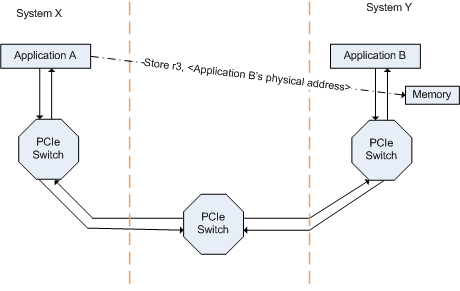 System X
System Y
Application A
Application B
Store r3, <Application B's physical address>
Memory
PCIe
Switch
PCIe
Switch
PCIe
Switch